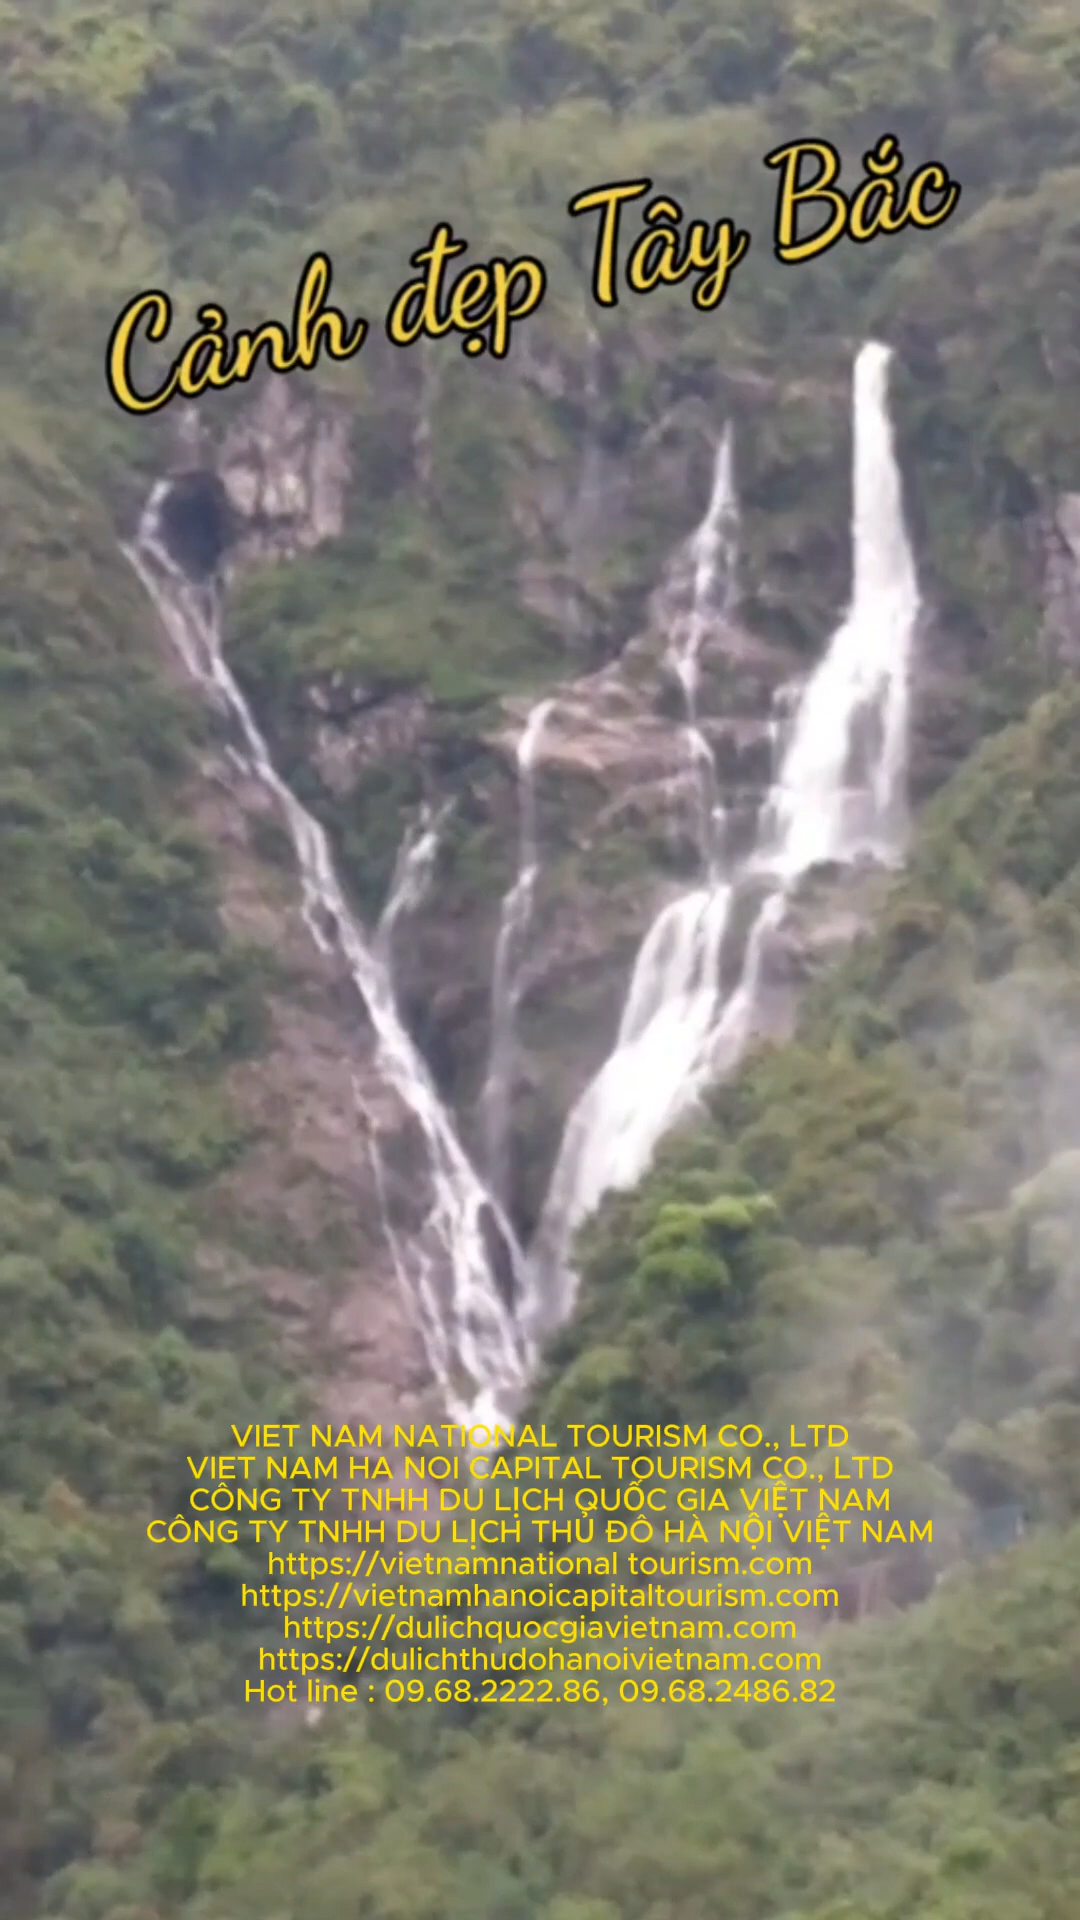 Cảnh đẹp Tây Bắc
VIET NAM NATIONAL TOURISM CO., LTD
VIET NAM HA NOI CAPITAL TOURISM CO., LTD
CÔNG TY TNHH DU LỊCH QUỐC GIA VIỆT NAM
CÔNG TY TNHH DU LỊCH THỦ ĐÔ HÀ NỘI VIỆT NAM
https://vietnamnational tourism.com
https://vietnamhanoicapitaltourism.com
https://dulichquocgiavietnam.com
https://dulichthudohanoivietnam.com
Hot line : 09.68.2222.86, 09.68.2486.82